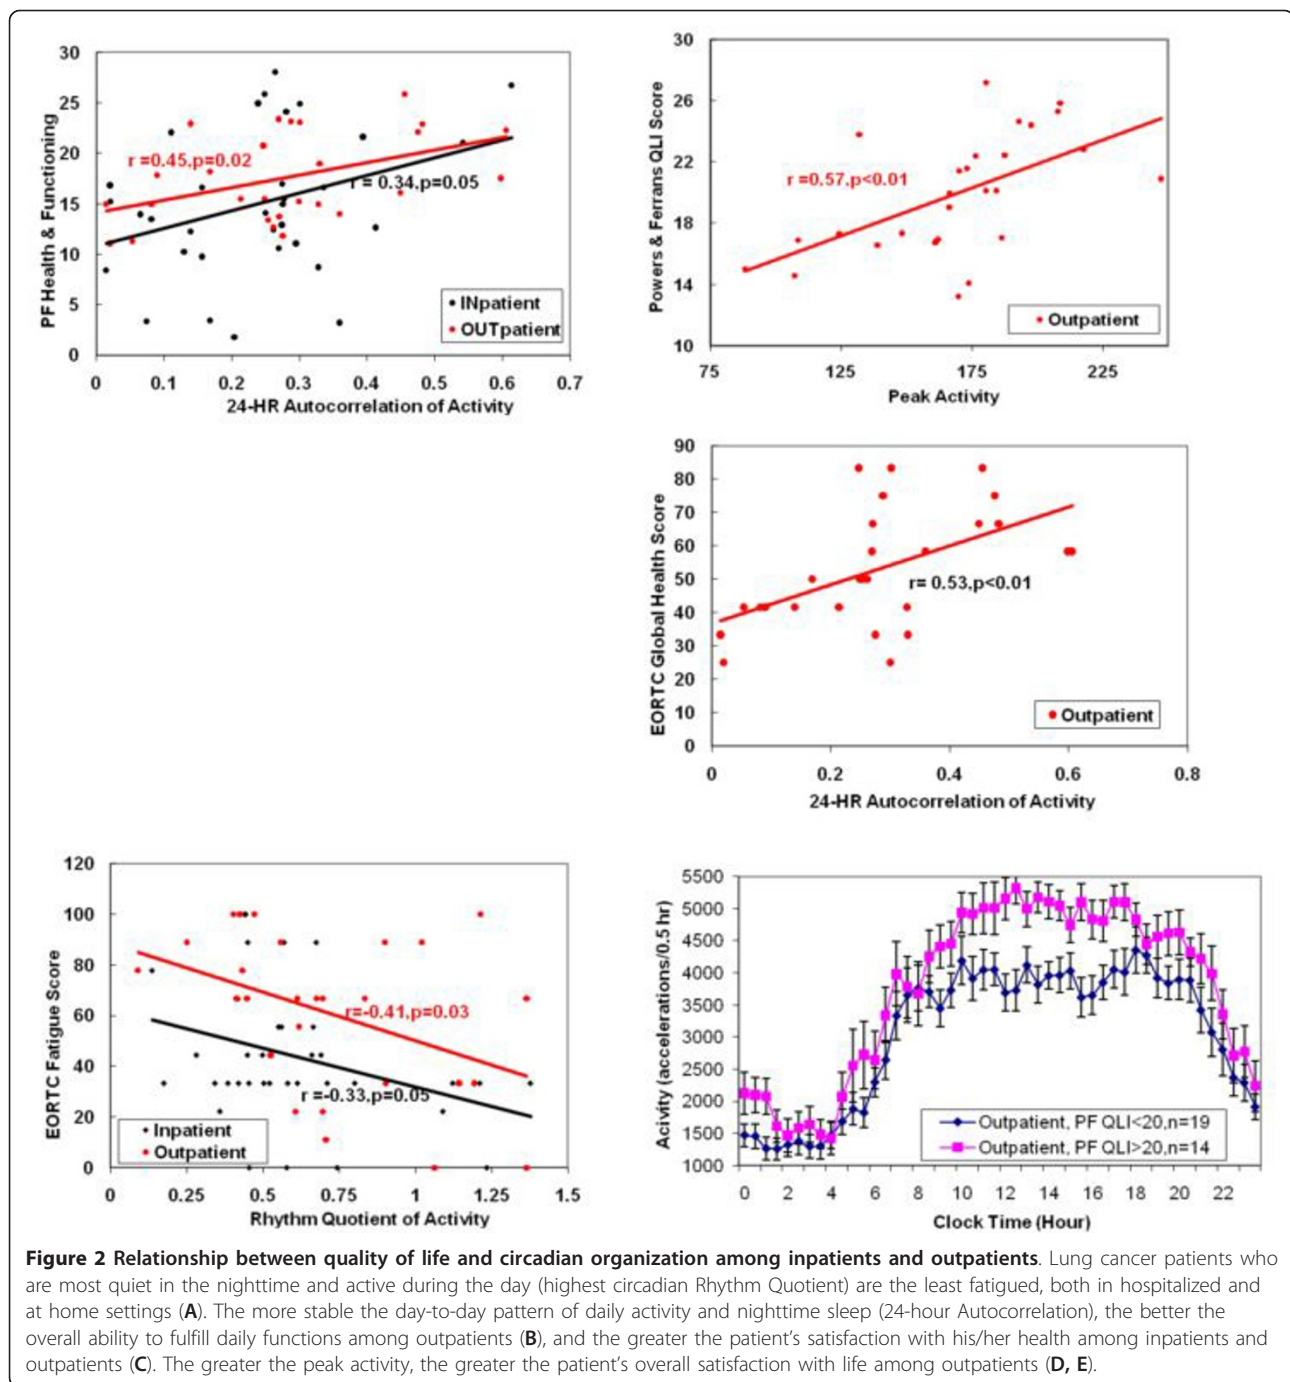 30
25
20
15
10
5
0
PF Health & Functioning
r =0.45,p=0.02
r = 0.34,p=0.05
INpatient
OUTpatient
0 0.1 0.2 0.3 0.4 0.5 0.6 0.7
24-HR Autocorrelation of Activity
30
26
22
18
14
10
Powers & Ferrans QLI Score
r =0.57,p<0.01
Outpatient
75 125 175 225
Peak Activity
90
80
70
60
50
40
30
20
10
0
EORTC Global Health Score
r= 0.53,p<0.01
Outpatient
0 0.2 0.4 0.6 0.8
24-HR Autocorrelation of Activity
120
100
80
60
40
20
0
EORTC Fatigue Score
r=-0.41,p=0.03
r =-0.33,p=0.05
Inpatient
Outpatient
0 0.25 0.5 0.75 1 1.25 1.5
Rhythm Quotient of Activity
5500
5000
4500
4000
3500
3000
2500
2000
1500
1000
Acivity (accelerations/0.5 hr)
Outpatient, PF QLI<20,n=19
Outpatient, PF QLI>20,n=14
0 2 4 6 8 10 12 14 16 18 20 22
Clock Time (Hour)
Figure 2 Relationship between quality of life and circadian organization among inpatients and outpatients. Lung cancer patients who
are most quiet in the nighttime and active during the day (highest circadian Rhythm Quotient) are the least fatigued, both in hospitalized and
at home settings (A). The more stable the day-to-day pattern of daily activity and nighttime sleep (24-hour Autocorrelation), the better the
overall ability to fulfill daily functions among outpatients (B), and the greater the patient's satisfaction with his/her health among inpatients and
outpatients (C). The greater the peak activity, the greater the patient's overall satisfaction with life among outpatients (D, E).